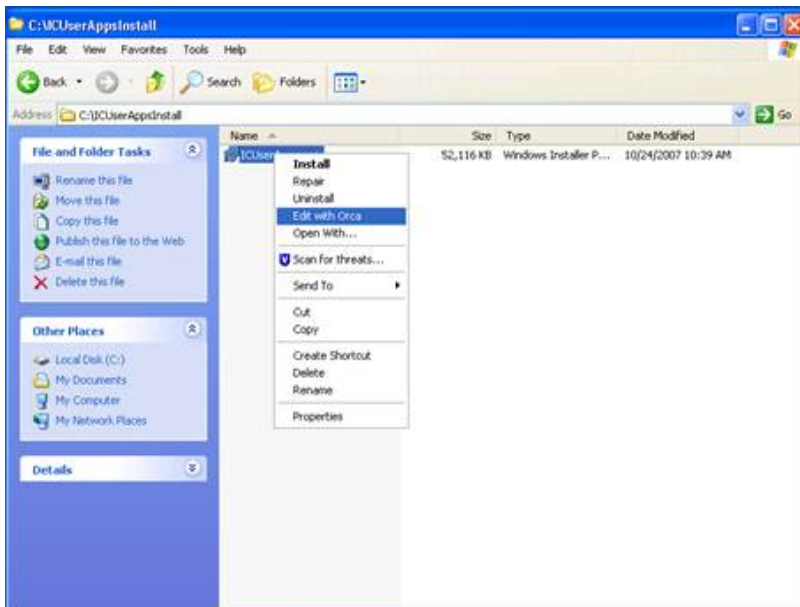 C:\ICUserAppsInstall
File Edit View Favorites Tools Help
Back Search Folders
Address C:\ICUserAppsInstall Go
Name Size Type Date Modified
52,116 KB Windows Installer P... 10/24/2007 10:39 AM
File and Folder Tasks
Rename this file
Move this file
Copy this file
Publish this file to the Web
E-mail this file
Delete this file
Other Places
Local Disk (C:)
My Documents
My Computer
My Network Places
Details
Install
Repair
Uninstall
Edit with Orca
Open With...
Scan for threats...
Send To
Cut
Copy
Create Shortcut
Delete
Rename
Properties